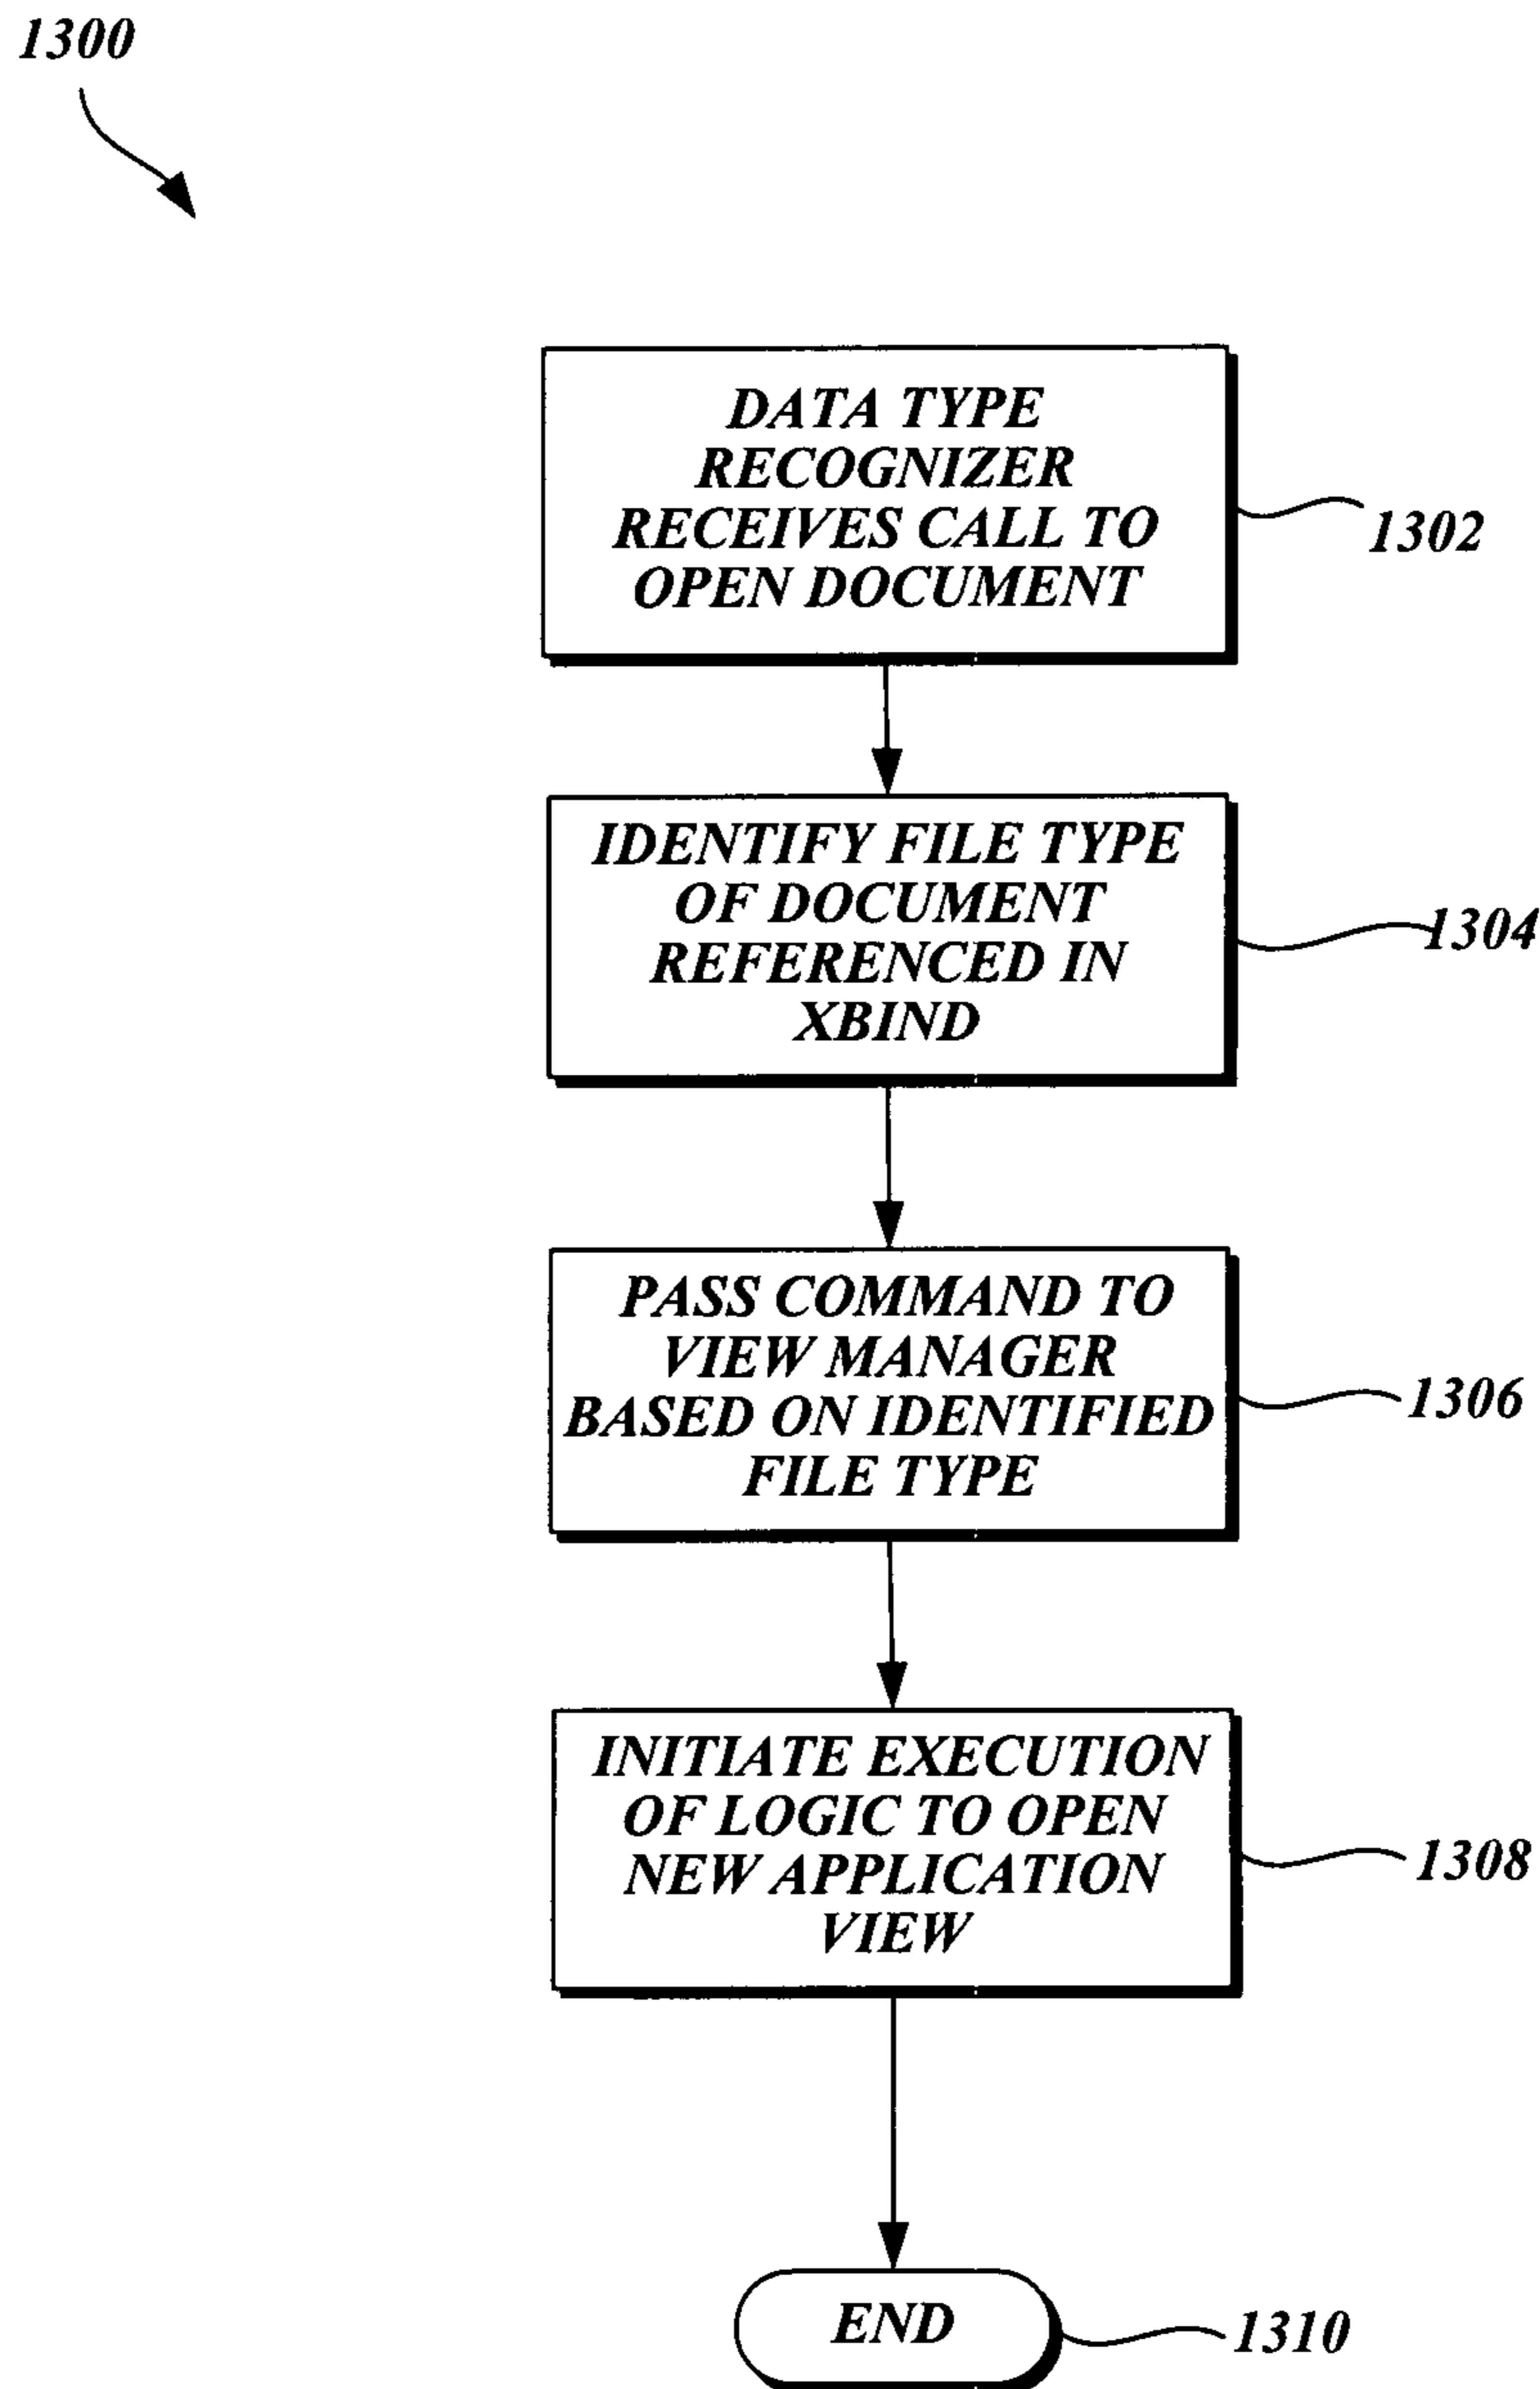 1300
DATA TYPE
RECOGNIZER
RECEIVES CALL TO
OPEN DOCUMENT
1302
IDENTIFY FILE TYPE
OF DOCUMENT
REFERENCED IN
XBIND
1304
PASS COMMAND TO
VIEW MANAGER
BASED ON IDENTIFIED
FILE TYPE
1306
INITIATE EXECUTION
OF LOGIC TO OPEN
NEW APPLICATION
VIEW
1308
END
1310